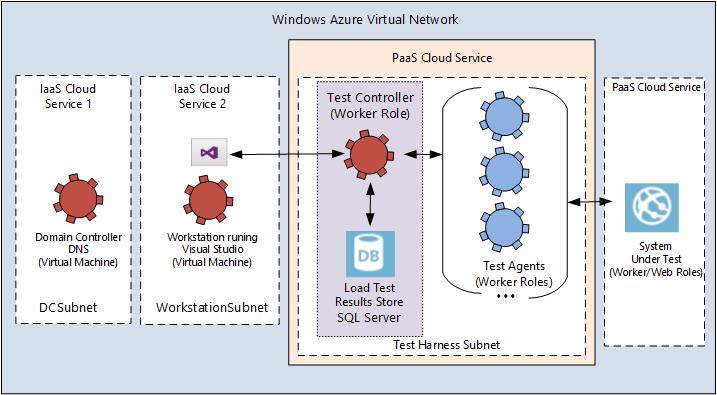 Windows Azure Virtual Network
IaaS Cloud
Service 1
Domain Controller
DNS
(Virtual Machine)
DCSubnet
IaaS Cloud
Service 2
Workstation runing
Visual Studio
(Virtual Machine)
WorkstationSubnet
PaaS Cloud Service
Test Controller
(Worker Role)
DB
Load Test
Results Store
SQL Server
Test Agents
(Worker Roles)
Test Harness Subnet
PaaS Cloud Service
System
Under Test
(Worker/Web Roles)